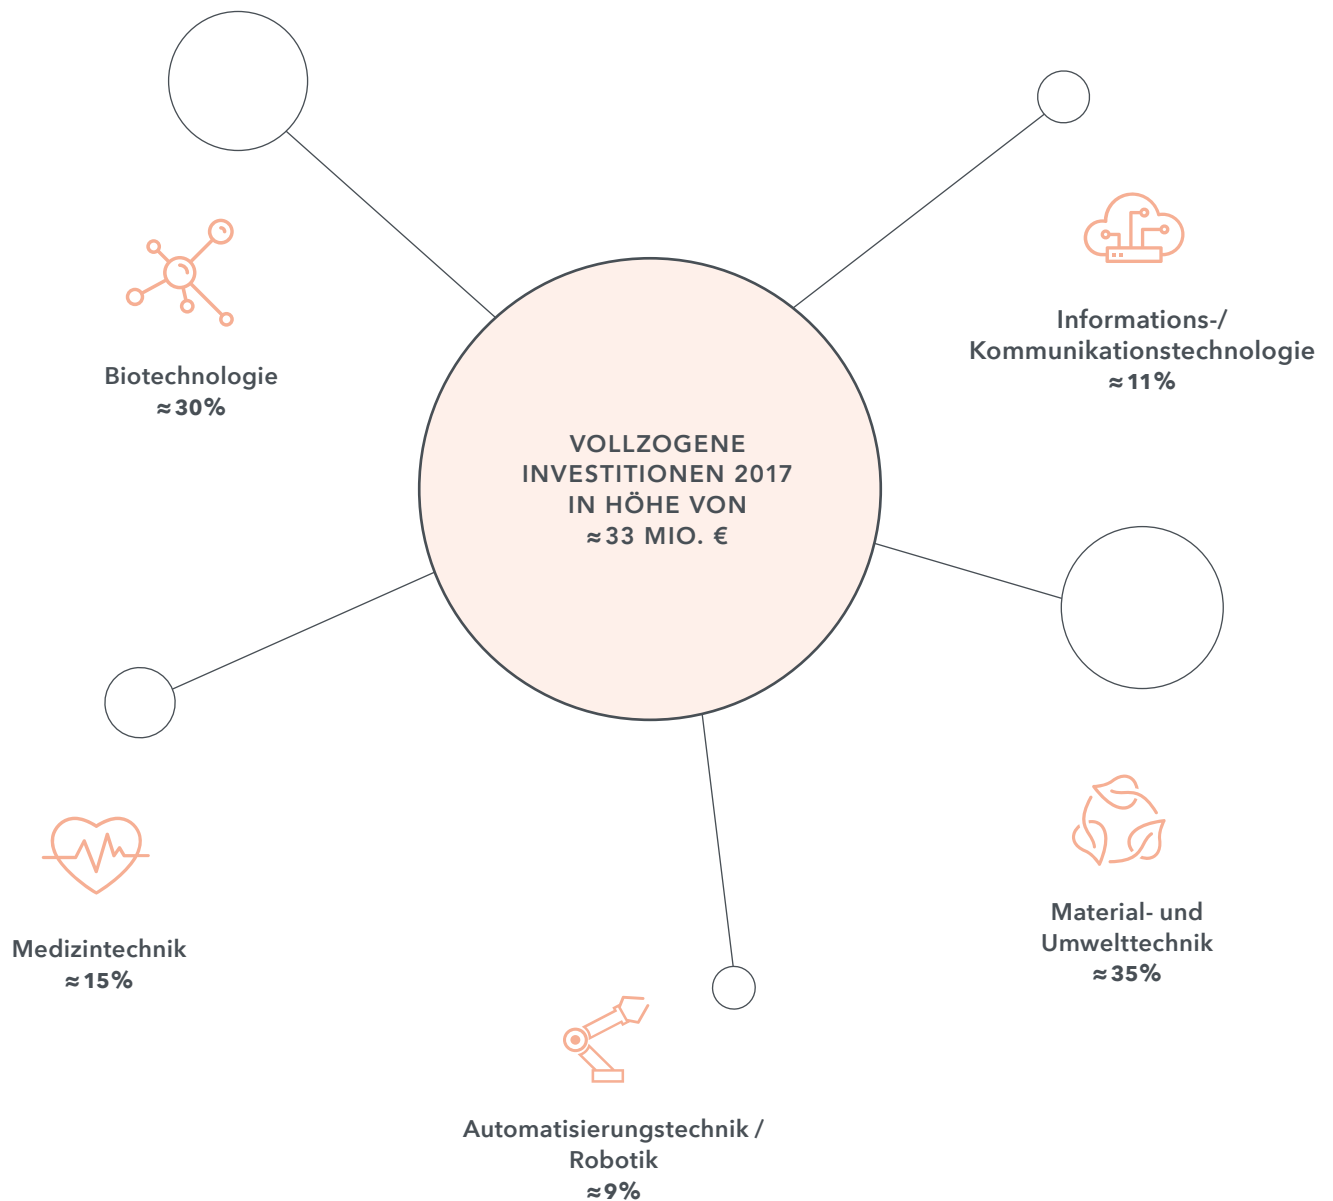 Biotechnologie
≈30%
Informations-/
Kommunikationstechnologie
≈11%
VOLLZOGENE
INVESTITIONEN 2017
IN HÖHE VON
≈33 MIO. €
Medizintechnik
≈15%
Material- und
Umwelttechnik
≈35%
Automatisierungstechnik /
Robotik
≈9%